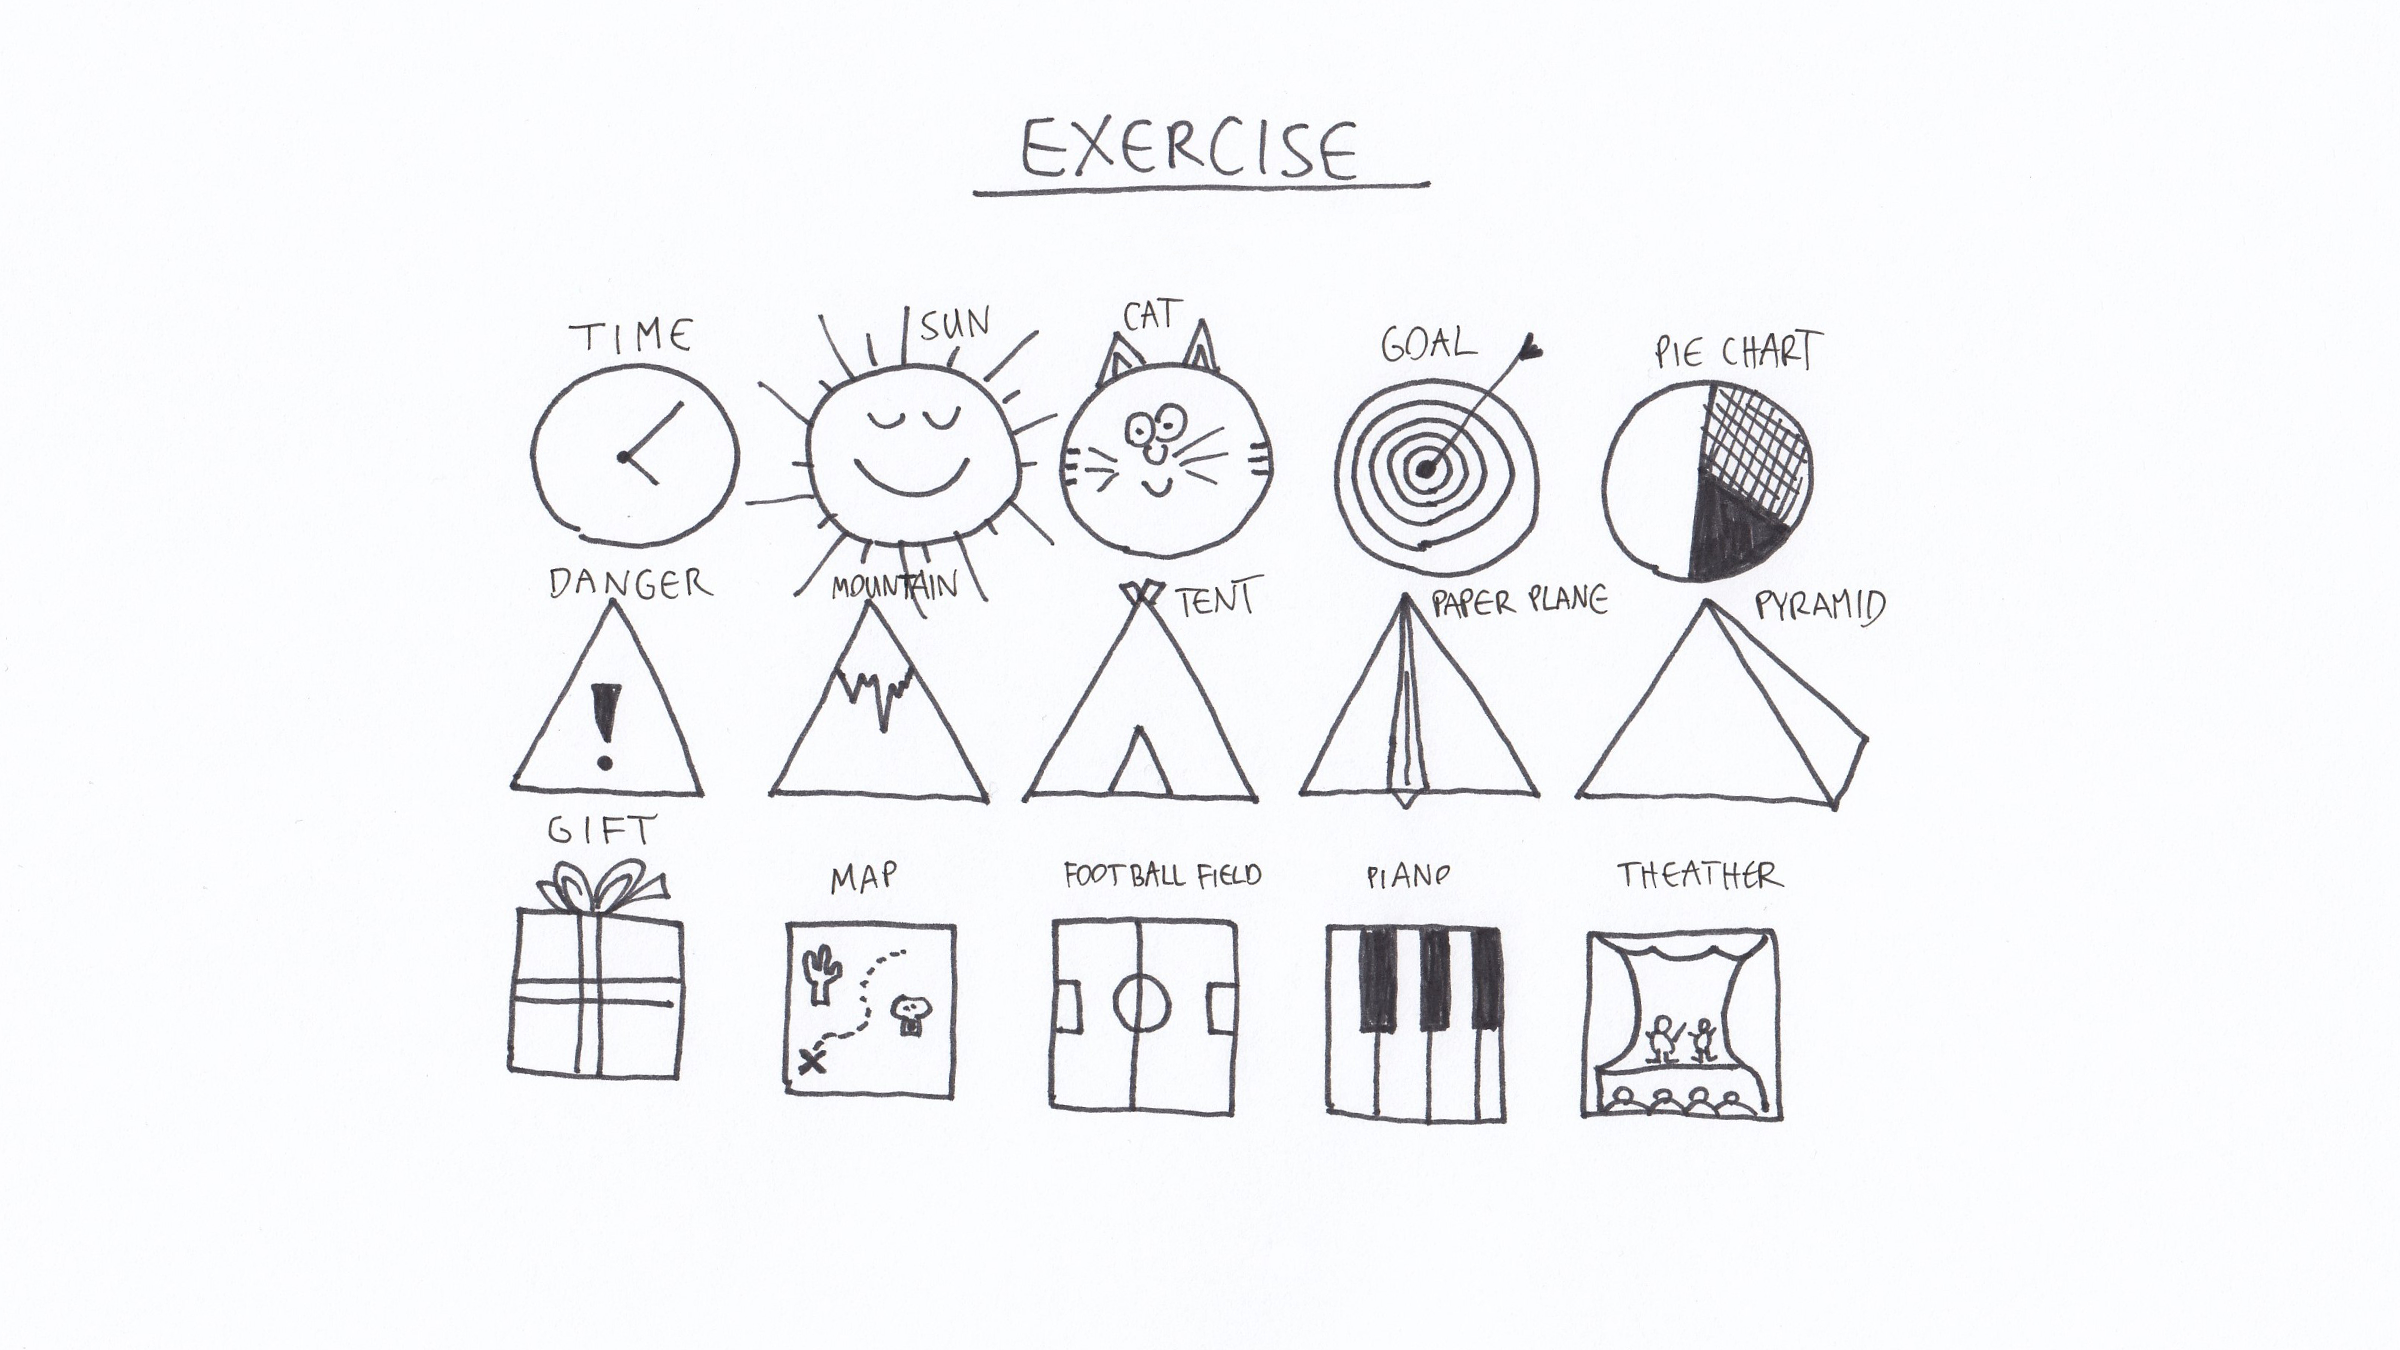 EXERCISE
TIME
SUN
CAT
GOAL
PIE CHART
DANGER
MOUNTAIN
TENT
PAPER PLANE
PYRAMID
!
GIFT
MAP
FOOTBALL FIELD
PIANO
THEATHER